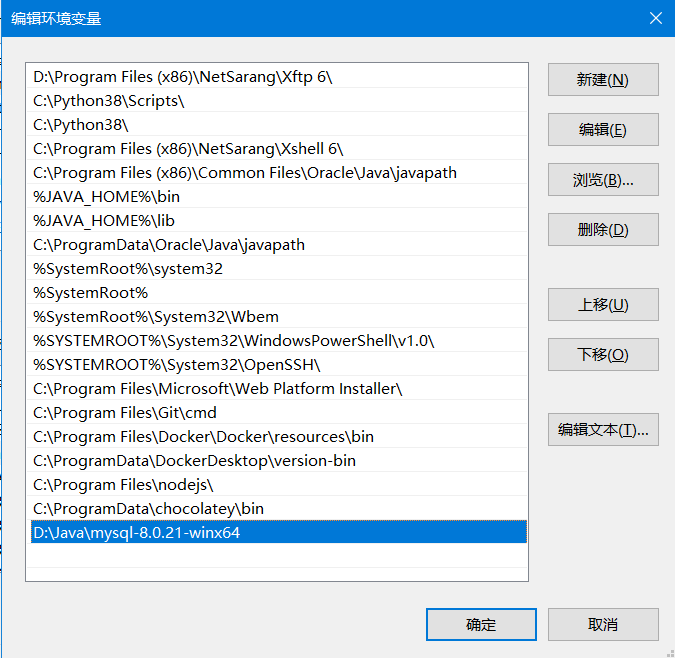 编辑环境变量
D:\Program Files (x86)\NetSarang\Xftp 6\
C:\Python38\Scripts\
C:\Python38\
C:\Program Files (x86)\NetSarang\Xshell 6\
C:\Program Files (x86)\Common Files\Oracle\Java\javapath
%JAVA_HOME%\bin
%JAVA_HOME%\lib
C:\ProgramData\Oracle\Java\javapath
%SystemRoot%\system32
%SystemRoot%
%SystemRoot%\System32\Wbem
%SYSTEMROOT%\System32\WindowsPowerShell\v1.0\
%SYSTEMROOT%\System32\OpenSSH\
C:\Program Files\Microsoft\Web Platform Installer\
C:\Program Files\Git\cmd
C:\Program Files\Docker\Docker\resources\bin
C:\ProgramData\DockerDesktop\version-bin
C:\Program Files\nodejs\
C:\ProgramData\chocolatey\bin
D:\Java\mysql-8.0.21-winx64
新建(N)
编辑(E)
浏览(B)...
删除(D)
上移(U)
下移(O)
编辑文本(T)...
确定
取消